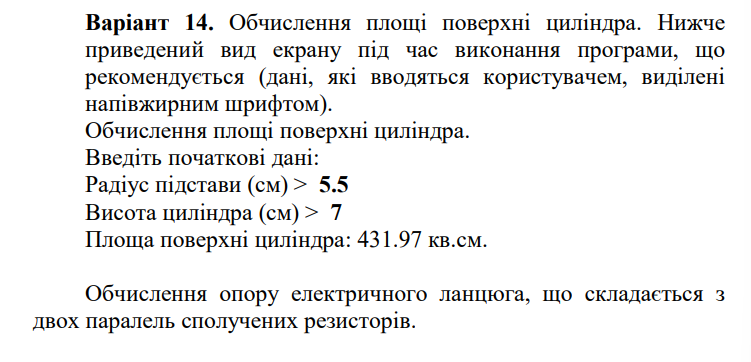 Варіант 14. Обчислення площі поверхні циліндра. Нижче
приведений вид екрану під час виконання програми, що
рекомендується (дані, які вводяться користувачем, виділені
напівжирним шрифтом).
Обчислення площі поверхні циліндра.
Введіть початкові дані:
Радіус підстави (см) > 5.5
Висота циліндра (см) > 7
Площа поверхні циліндра: 431.97 кв.см.
Обчислення опору електричного ланцюга, що складається з
двох паралель сполучених резисторів.